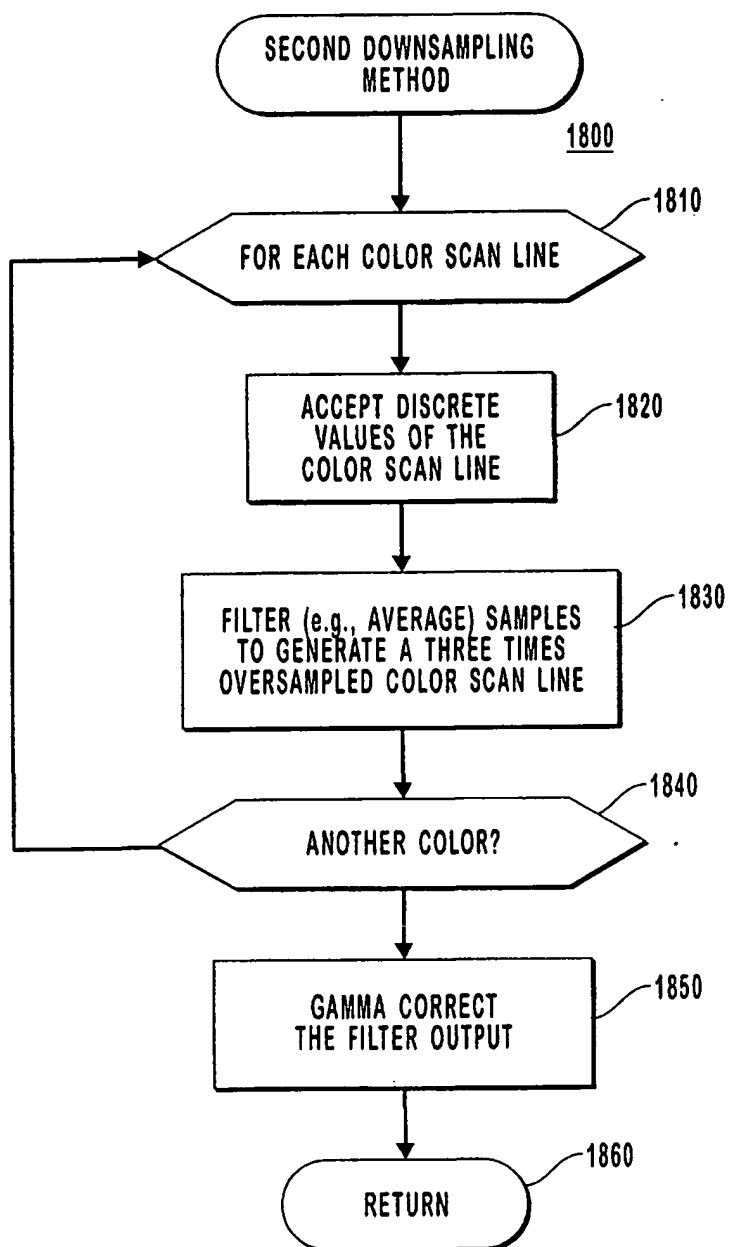 SECOND DOWNSAMPLING
METHOD
1800
1810
FOR EACH COLOR SCAN LINE
ACCEPT DISCRETE
VALUES OF THE
COLOR SCAN LINE
1820
FILTER (e.g., AVERAGE) SAMPLES
TO GENERATE A THREE TIMES
OVERSAMPLED COLOR SCAN LINE
1830
1840
ANOTHER COLOR?
GAMMA CORRECT
THE FILTER OUTPUT
1850
1860
RETURN